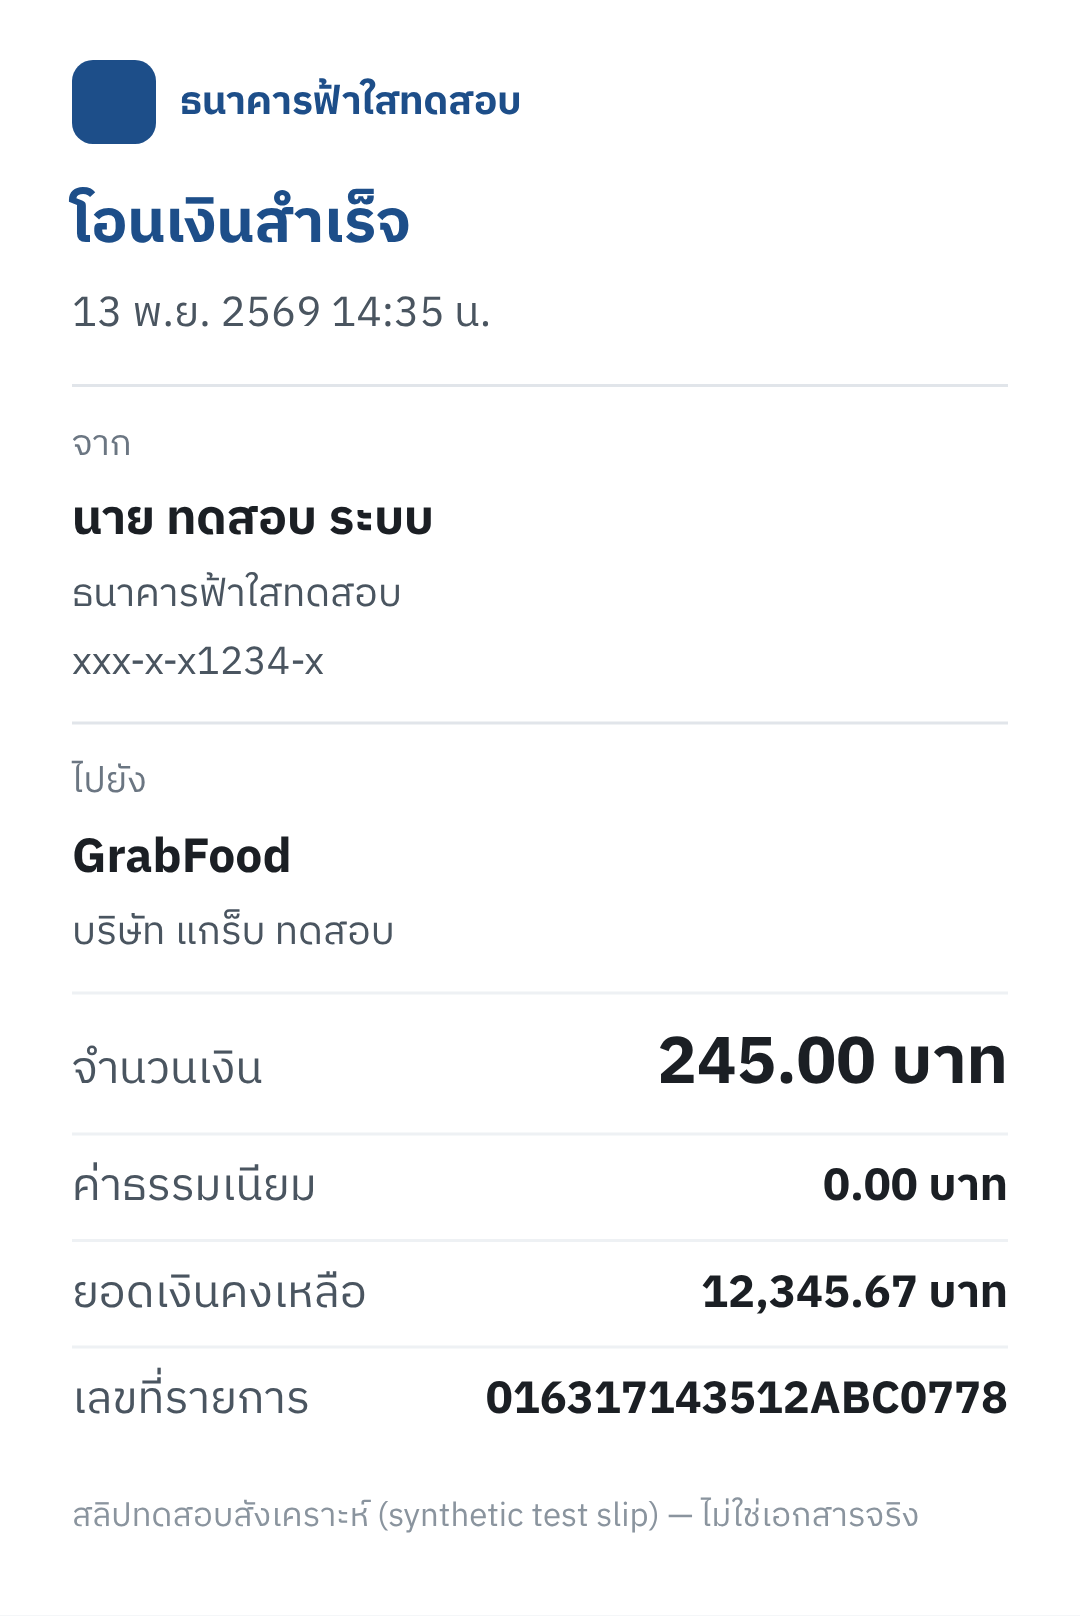 ธนาคารฟ้าใสทดสอบ
โอนเงินสำเร็จ
13 พ.ย. 2569 14:35 น.
จาก
นาย ทดสอบ ระบบ
ธนาคารฟ้าใสทดสอบ
xxx-x-x1234-x
ไปยัง
GrabFood
บริษัท แกร็บ ทดสอบ
จำนวนเงิน 245.00 บาท
ค่าธรรมเนียม 0.00 บาท
ยอดเงินคงเหลือ 12,345.67 บาท
เลขที่รายการ 016317143512ABC0778
สลิปทดสอบสังเคราะห์ (synthetic test slip) — ไม่ใช่เอกสารจริง